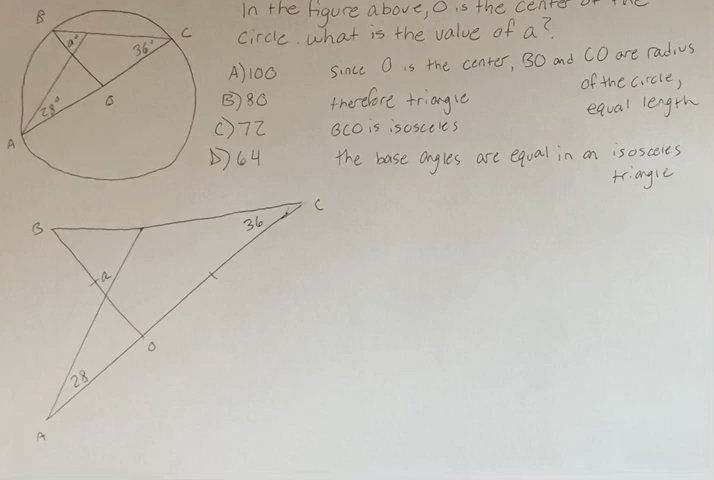 In the figure above, O is the center of the
circle. what is the value of a?
B
C
a°
36°
O
28°
A
A) 100
B) 80
C) 72
D) 64
Since O is the center, BO and CO are radius
of the circle,
equal length
therefore triangle
BCO is isosceles
the base angles are equal in an isosceles
triangle
B
C
36
a
O
28
A